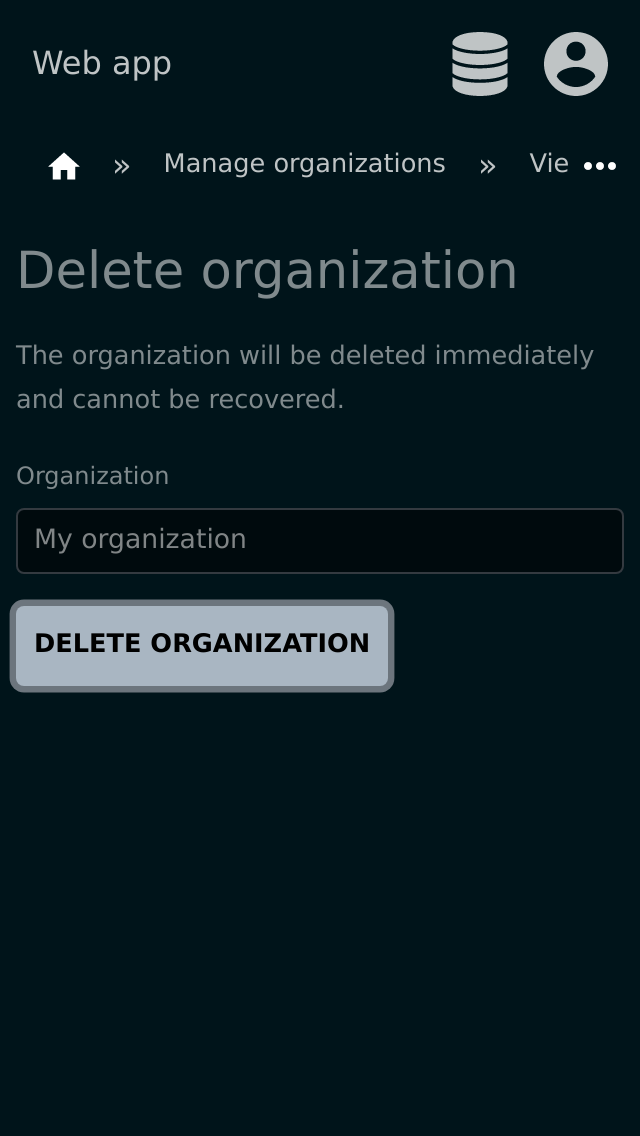 Web app
» Manage organizations » Vie
Delete organization
The organization will be deleted immediately
and cannot be recovered.
Organization
My organization
DELETE ORGANIZATION